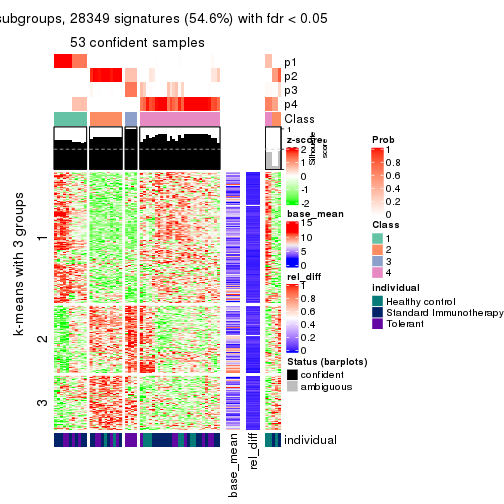 subgroups, 28349 signatures (54.6%) with fdr < 0.05
53 confident samples
p1
p2
p3
p4
Class
1
Silhouette
score
k-means with 3 groups
1
2
3
base_mean
rel_diff
individual
z-score
2
1
0
-1
-2
base_mean
15
10
5
0
rel_diff
1
0.8
0.6
0.4
0.2
0
Status (barplots)
confident
ambiguous
Prob
1
0.8
0.6
0.4
0.2
0
Class
1
2
3
4
individual
Healthy control
Standard Immunotherapy
Tolerant